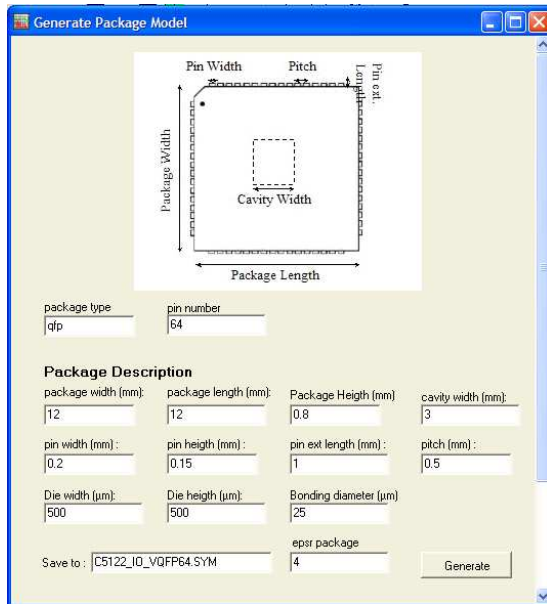 Generate Package Model
Pin Width
Pitch
Pin ext.
Length
Package Width
Cavity Width
Package Length
package type
pin number
qfp
64
Package Description
package width (mm):
package length (mm):
Package Heigth (mm)
cavity width (mm):
12
12
0.8
3
pin width (mm) :
pin heigth (mm) :
pin ext length (mm) :
pitch (mm) :
0.2
0.15
1
0.5
Die width (µm):
Die heigth (µm):
Bonding diameter (µm)
500
500
25
epsr package
Save to :
C5122_IO_VQFP64.SYM
4
Generate